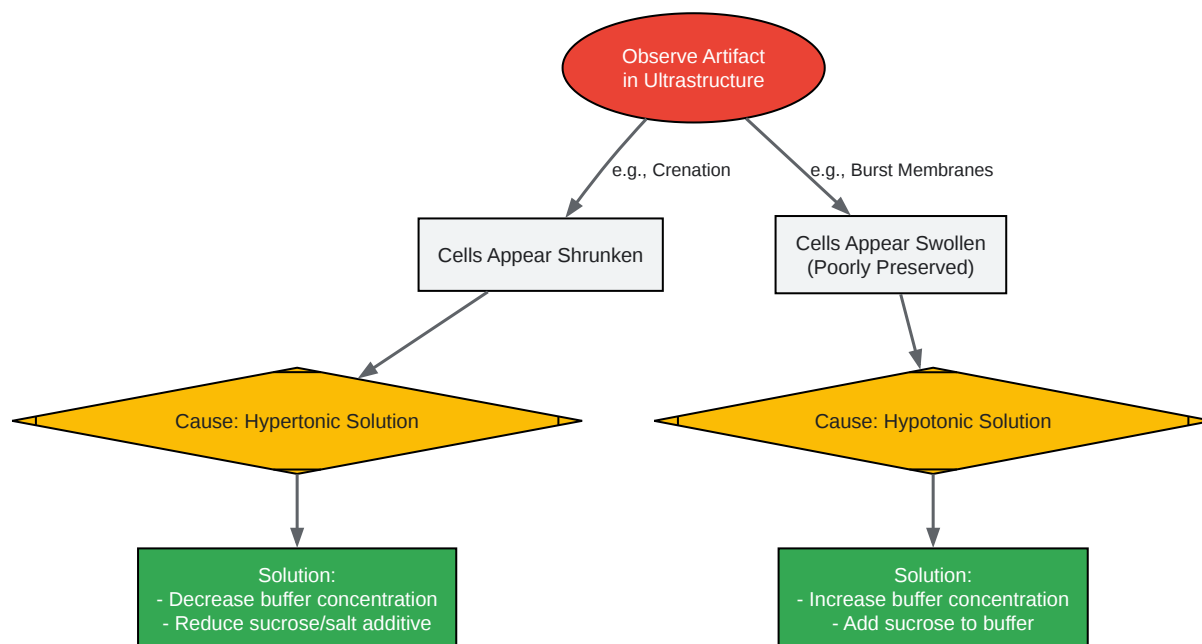 Observe Artifact
in Ultrastructure
e.g., Crenation
e.g., Burst Membranes
Cells Appear Shrunken
Cells Appear Swollen
(Poorly Preserved)
Cause: Hypertonic Solution
Cause: Hypotonic Solution
Solution:
- Decrease buffer concentration
- Reduce sucrose/salt additive
Solution:
- Increase buffer concentration
- Add sucrose to buffer